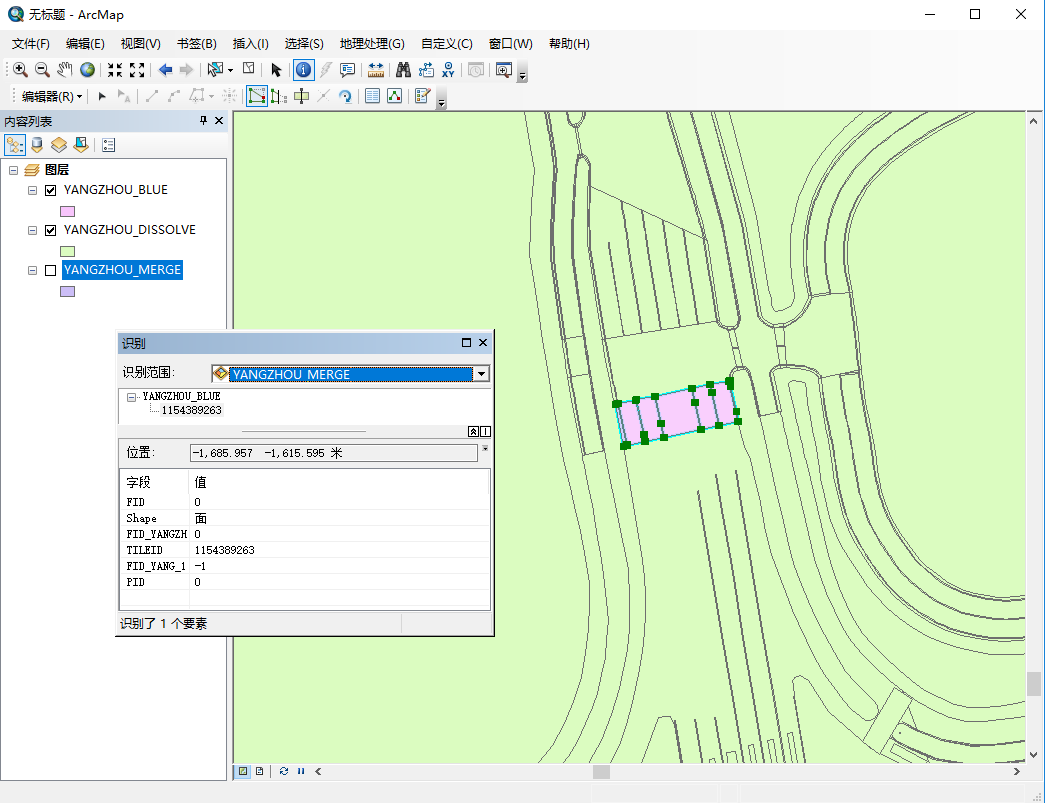 无标题 - ArcMap
文件(F) 编辑(E) 视图(V) 书签(B) 插入(I) 选择(S) 地理处理(G) 自定义(C) 窗口(W) 帮助(H)
XY
编辑器(R)
内容列表
图层
YANGZHOU_BLUE
YANGZHOU_DISSOLVE
YANGZHOU_MERGE
识别
识别范围: YANGZHOU_MERGE
YANGZHOU_BLUE
1154389263
位置: -1,685.957 -1,615.595 米
字段 值
FID 0
Shape 面
FID_YANGZH 0
TILEID 1154389263
FID_YANG_1 -1
PID 0
识别了 1 个要素